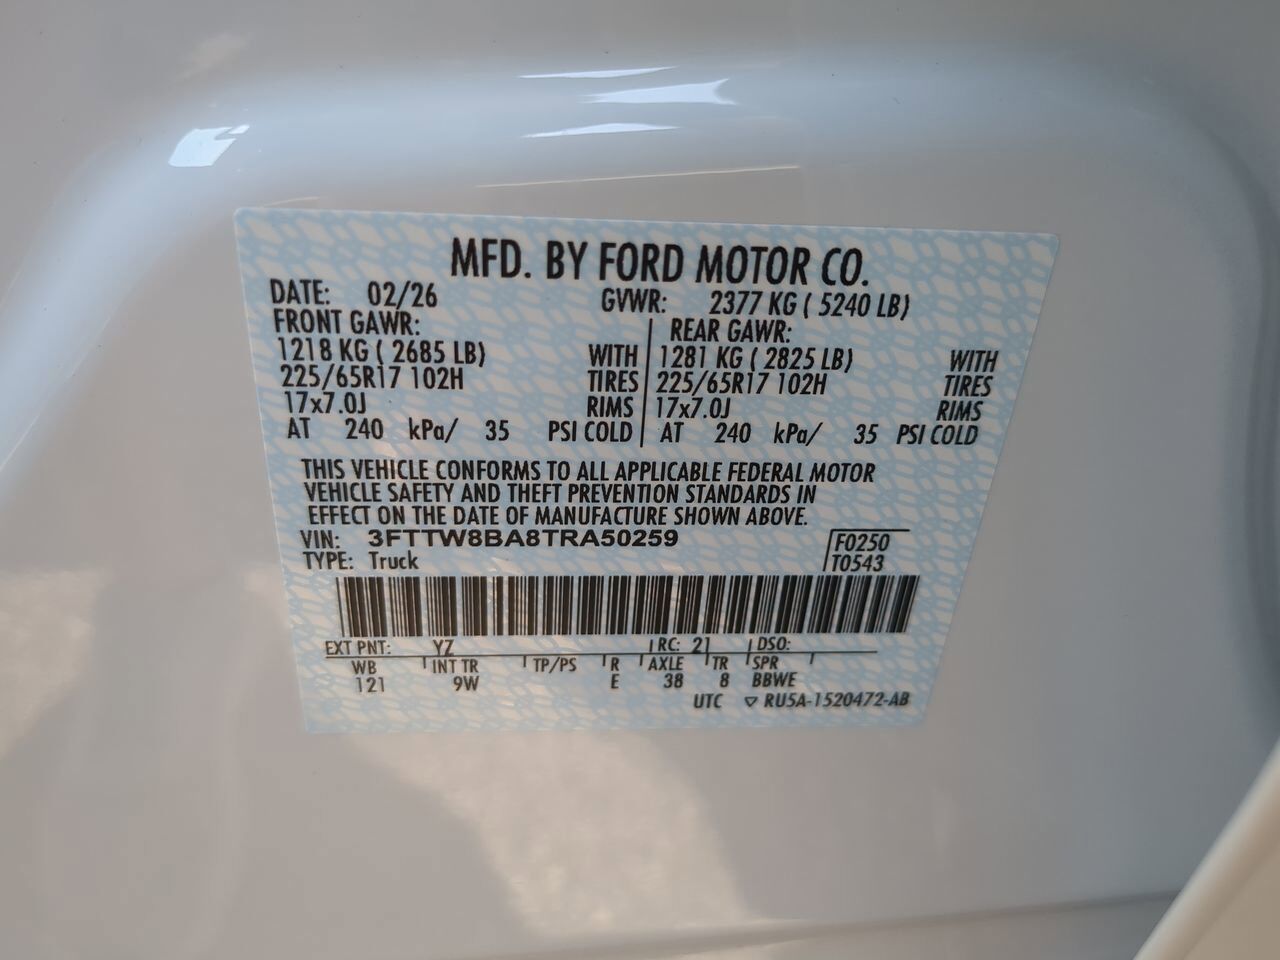 MFD. BY FORD MOTOR CO.
DATE: 02/26 GVWR: 2377 KG ( 5240 LB)
FRONT GAWR: REAR GAWR:
1218 KG ( 2685 LB) WITH 1281 KG ( 2825 LB) WITH
225/65R17 102H TIRES 225/65R17 102H TIRES
17x7.0J RIMS 17x7.0J RIMS
AT 240 kPa/ 35 PSI COLD AT 240 kPa/ 35 PSI COLD
THIS VEHICLE CONFORMS TO ALL APPLICABLE FEDERAL MOTOR
VEHICLE SAFETY AND THEFT PREVENTION STANDARDS IN
EFFECT ON THE DATE OF MANUFACTURE SHOWN ABOVE.
VIN: 3FTTW8BA8TRA50259 F0250
TYPE: Truck T0543
EXT PNT: YZ RC: 21 DSO:
WB INT TR TP/PS R AXLE TR SPR
121 9W E 38 8 BBWE
UTC ▽ RU5A-1520472-AB